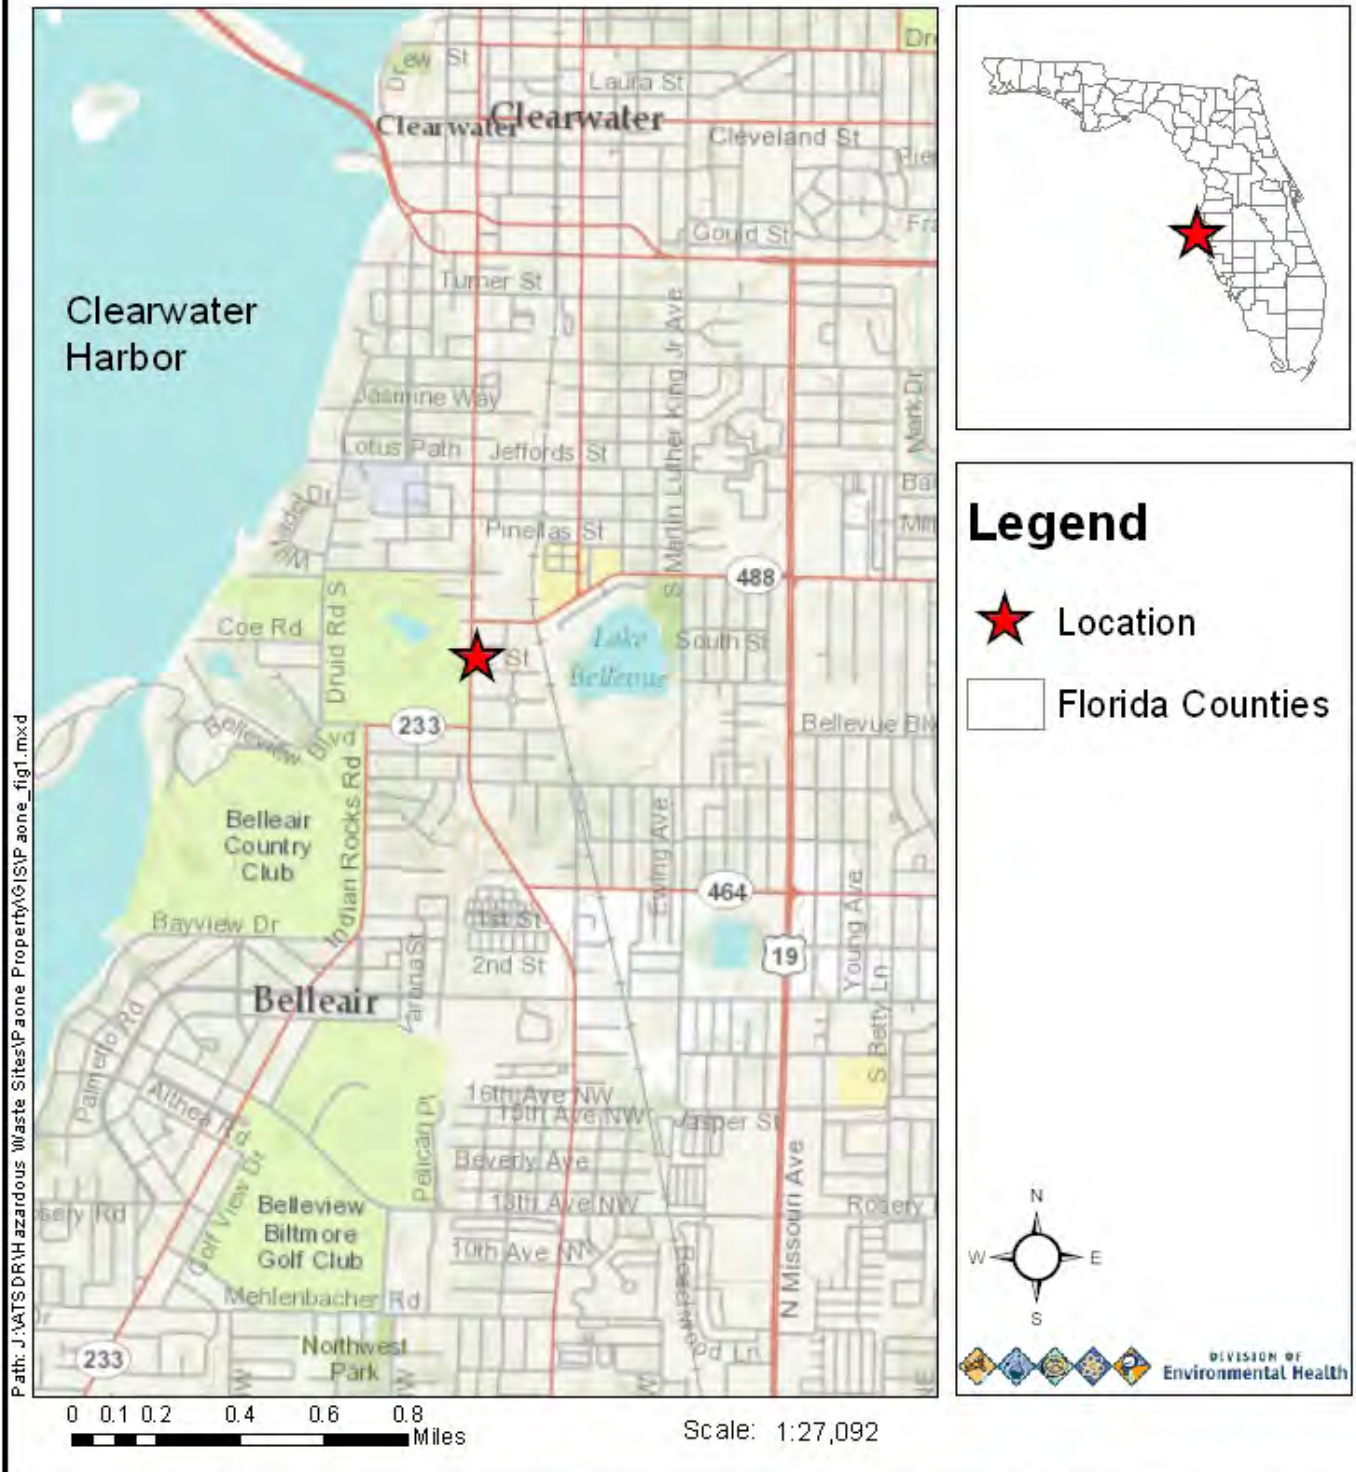 Drew St
Laura St
Clearwater
Clearwater
Cleveland St
Gould St
Turner St
Clearwater
Harbor
S Martin Luther King Jr Ave
Mark Dr
Jasmine Way
Lotus Path
Jeffords St
Pinellas St
488
Druid Rd S
Coe Rd
Lake
Bellevue
South St
St
233
Belleview Blvd
Belleair
Country
Club
Indian Rocks Rd
Ewing Ave
464
Bayview Dr
1st St
2nd St
19
Young Ave
S Betty Ln
Belleair
Palmetto Rd
Althea Rd
16th Ave NW
15th Ave NW
Jasper St
Pelican Pl
Beverly Ave
13th Ave NW
N Missouri Ave
Golf View Dr
Belleview
Biltmore
Golf Club
10th Ave NW
Mehlenbacher Rd
Northwest
Park
233
0 0.1 0.2 0.4 0.6 0.8
Miles
Scale: 1:27,092
Path: J:\ATSDR\Hazardous Waste Sites\Paone Property\GIS\Paone_fig1.mxd
Legend
Location
Florida Counties
N
W E
S
DIVISION OF
Environmental Health